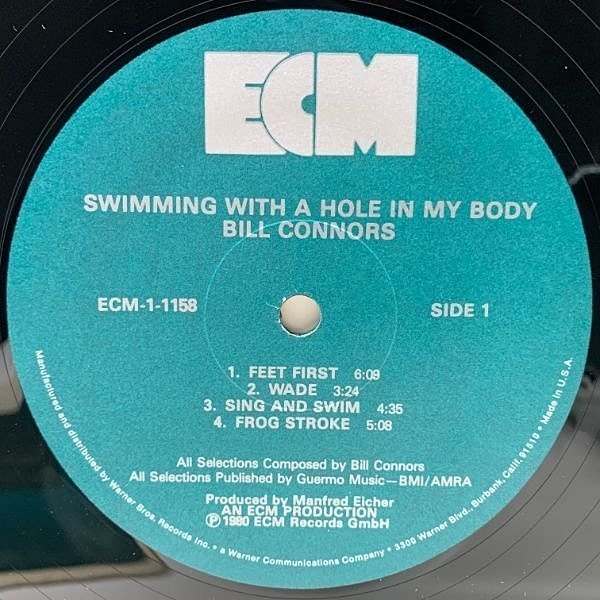 ECM
SWIMMING WITH A HOLE IN MY BODY
BILL CONNORS
ECM-1-1158
SIDE 1
1. FEET FIRST 6:09
2. WADE 3:24
3. SING AND SWIM 4:35
4. FROG STROKE 5:08
All Selections Composed by Bill Connors
All Selections Published by Guermo Music—BMI/AMRA
Produced by Manfred Eicher
AN ECM PRODUCTION
℗ 1980 ECM Records GmbH
Manufactured and distributed by Warner Bros. Records Inc. • a Warner Communications Company • 3300 Warner Blvd., Burbank, Calif. 91510 • Made in U.S.A.